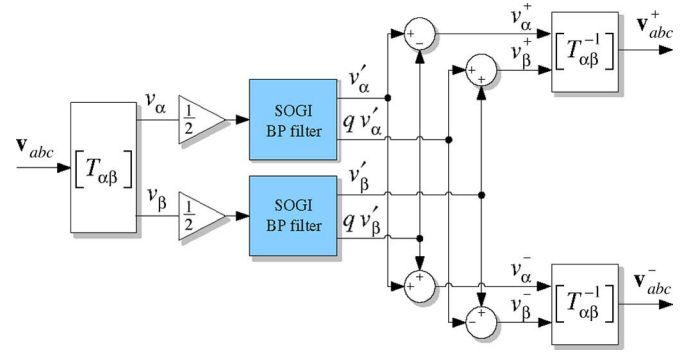 v_abc
[T_αβ]
v_α
v_β
1/2
1/2
SOGI
BP filter
SOGI
BP filter
v′_α
q v′_α
v′_β
q v′_β
+
−
+
+
+
+
+
−
v_α^+
v_β^+
v_α^-
v_β^-
[T_αβ^-1]
[T_αβ^-1]
v_abc^+
v_abc^-